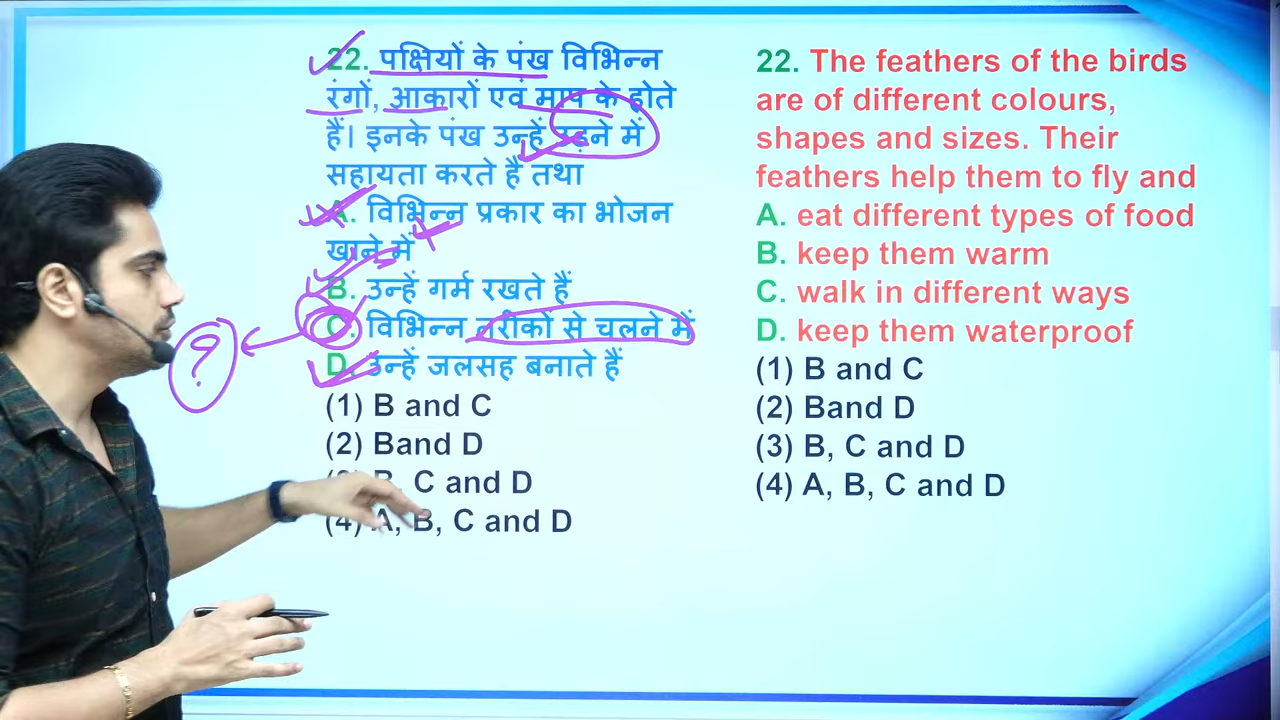 22. पक्षियों के पंख विभिन्न
रंगों, आकारों एवं माप के होते
हैं। इनके पंख उन्हें उड़ने में
सहायता करते हैं तथा
A. विभिन्न प्रकार का भोजन
खाने में
B. उन्हें गर्म रखते हैं
C. विभिन्न तरीकों से चलने में
D. उन्हें जलसह बनाते हैं
(1) B and C
(2) Band D
(3) B, C and D
(4) A, B, C and D
22. The feathers of the birds
are of different colours,
shapes and sizes. Their
feathers help them to fly and
A. eat different types of food
B. keep them warm
C. walk in different ways
D. keep them waterproof
(1) B and C
(2) Band D
(3) B, C and D
(4) A, B, C and D
?